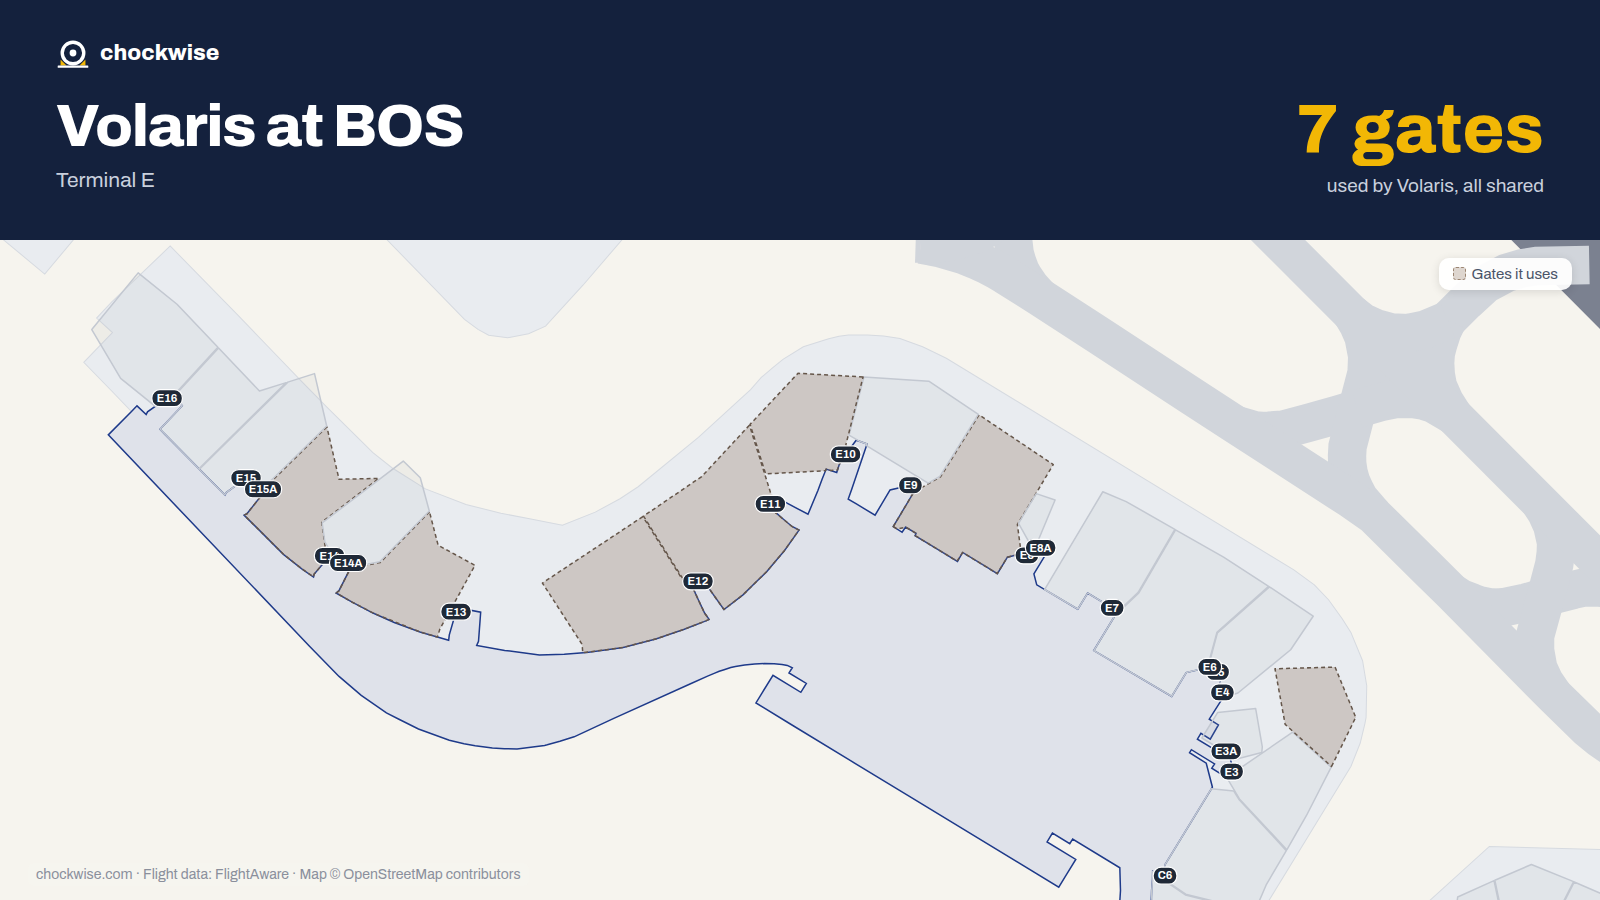 chockwise
Volaris at BOS
Terminal E
7 gates
used by Volaris, all shared
Gates it uses
E16
E15
E15A
E14A
E13
E12
E11
E10
E9
E8A
E7
E6
E4
E3A
E3
C6
chockwise.com · Flight data: FlightAware · Map © OpenStreetMap contributors